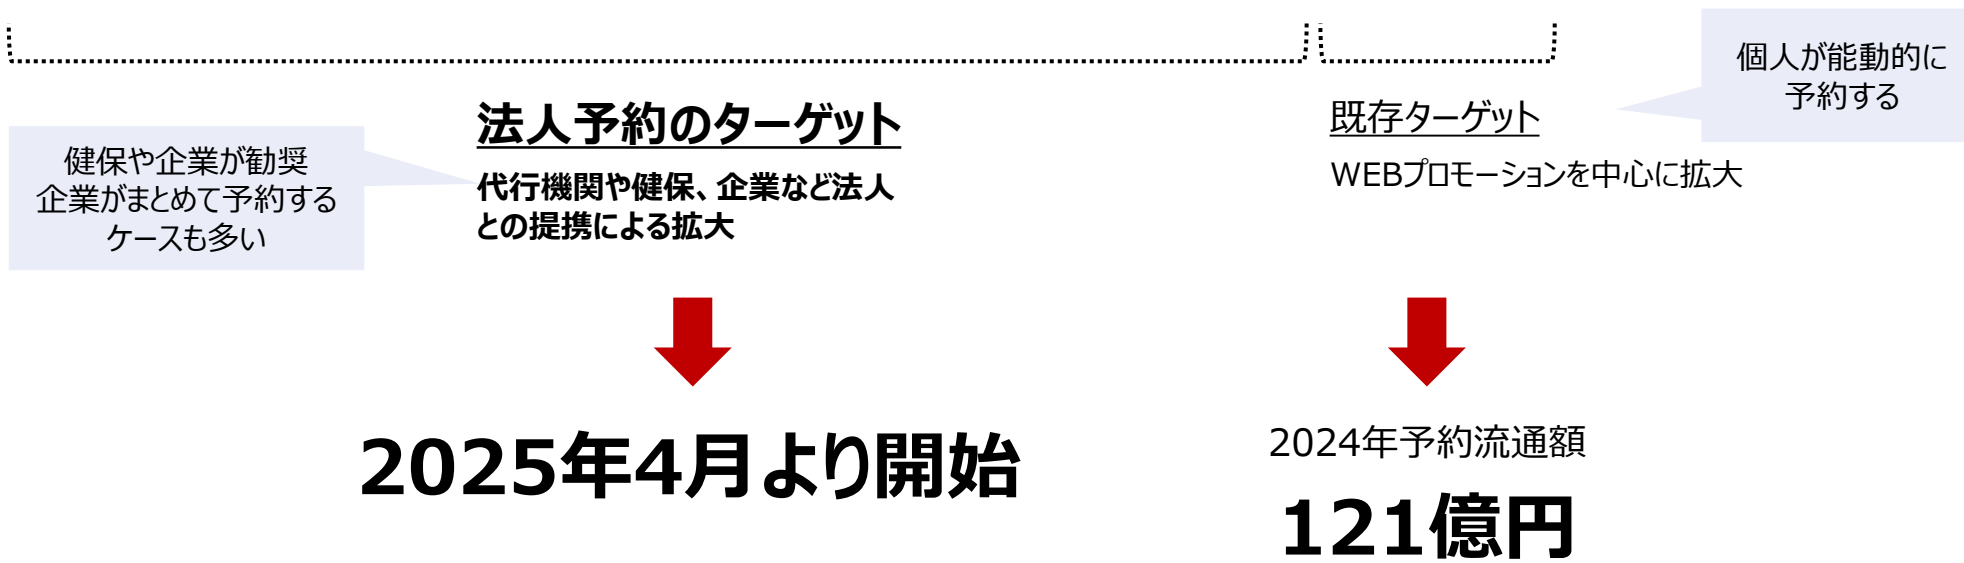 健保や企業が勧奨
企業がまとめて予約する
ケースも多い
法人予約のターゲット
代行機関や健保、企業など法人
との提携による拡大
2025年4月より開始
個人が能動的に
予約する
既存ターゲット
WEBプロモーションを中心に拡大
2024年予約流通額
121億円